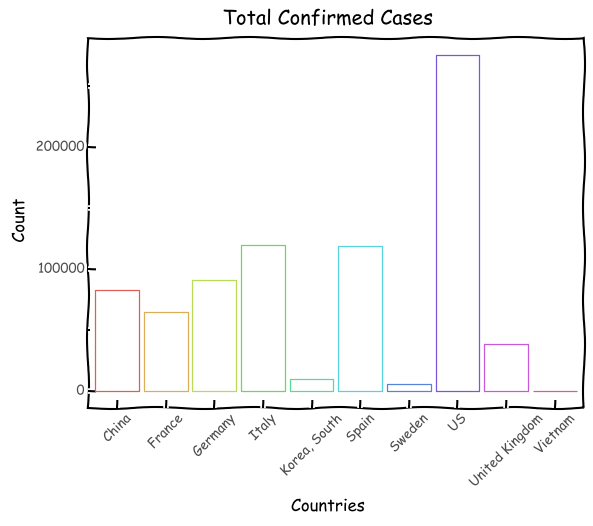 Total Confirmed Cases
Count
200000
100000
0
China
France
Germany
Italy
Korea, South
Spain
Sweden
US
United Kingdom
Vietnam
Countries